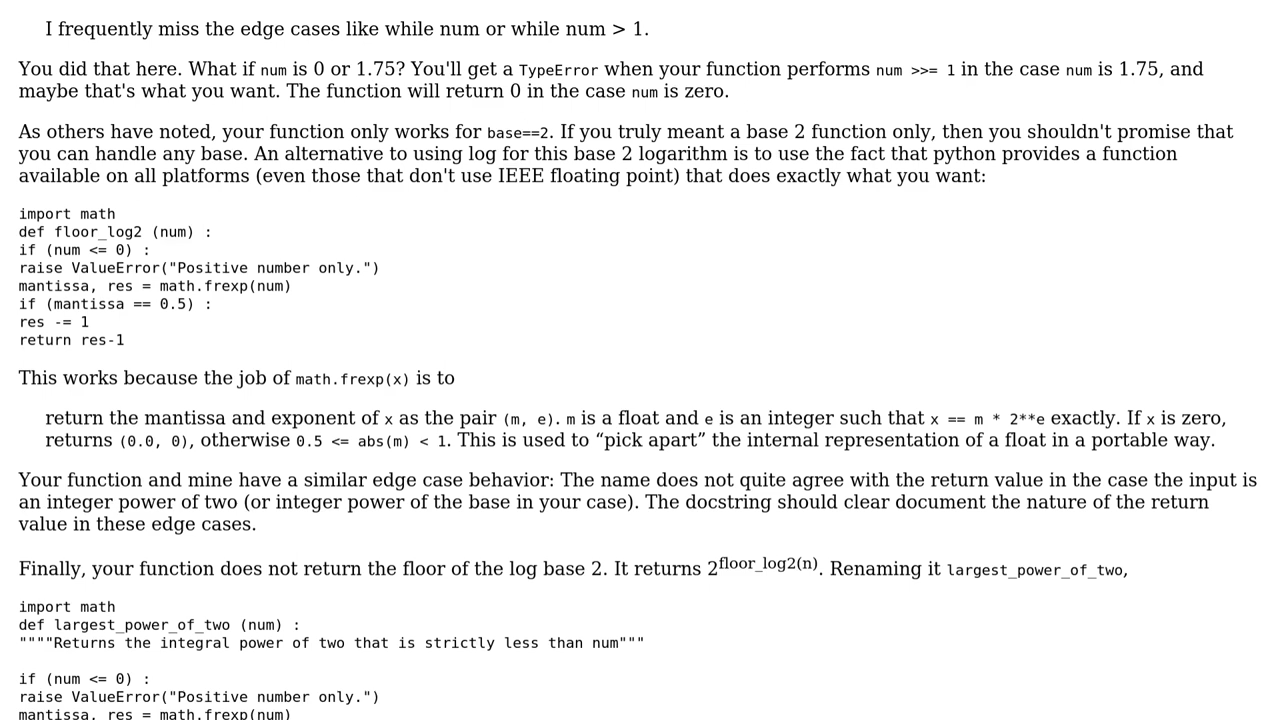 I frequently miss the edge cases like while num or while num > 1.
You did that here. What if num is 0 or 1.75? You'll get a TypeError when your function performs num >>= 1 in the case num is 1.75, and
maybe that's what you want. The function will return 0 in the case num is zero.
As others have noted, your function only works for base==2. If you truly meant a base 2 function only, then you shouldn't promise that
you can handle any base. An alternative to using log for this base 2 logarithm is to use the fact that python provides a function
available on all platforms (even those that don't use IEEE floating point) that does exactly what you want:
import math
def floor_log2 (num) :
if (num <= 0) :
raise ValueError("Positive number only.")
mantissa, res = math.frexp(num)
if (mantissa == 0.5) :
res -= 1
return res-1
This works because the job of math.frexp(x) is to
return the mantissa and exponent of x as the pair (m, e). m is a float and e is an integer such that x == m * 2**e exactly. If x is zero,
returns (0.0, 0), otherwise 0.5 <= abs(m) < 1. This is used to “pick apart” the internal representation of a float in a portable way.
Your function and mine have a similar edge case behavior: The name does not quite agree with the return value in the case the input is
an integer power of two (or integer power of the base in your case). The docstring should clear document the nature of the return
value in these edge cases.
Finally, your function does not return the floor of the log base 2. It returns 2floor_log2(n). Renaming it largest_power_of_two,
import math
def largest_power_of_two (num) :
""""Returns the integral power of two that is strictly less than num"""
if (num <= 0) :
raise ValueError("Positive number only.")
mantissa, res = math.frexp(num)